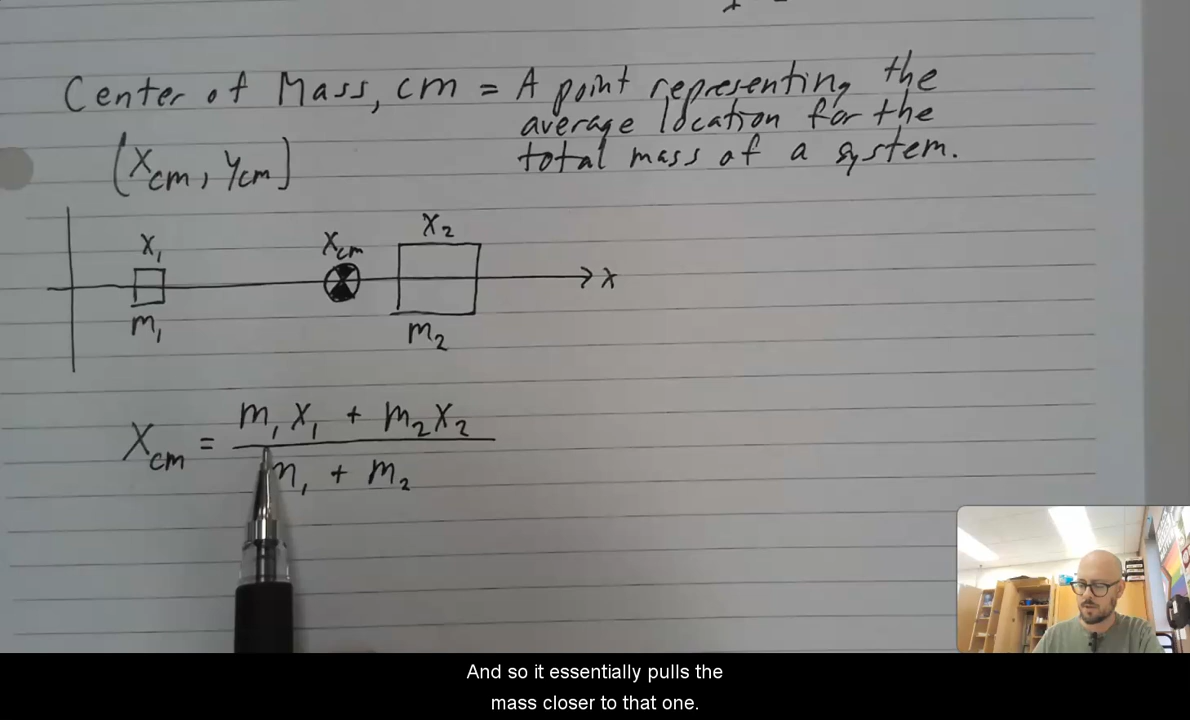 Center of Mass, cm = A point representing the
average location for the
total mass of a system.
(Xcm, ycm)
X1 Xcm X2
x
m1 m2
Xcm = m1X1 + m2X2
m1 + m2
And so it essentially pulls the
mass closer to that one.